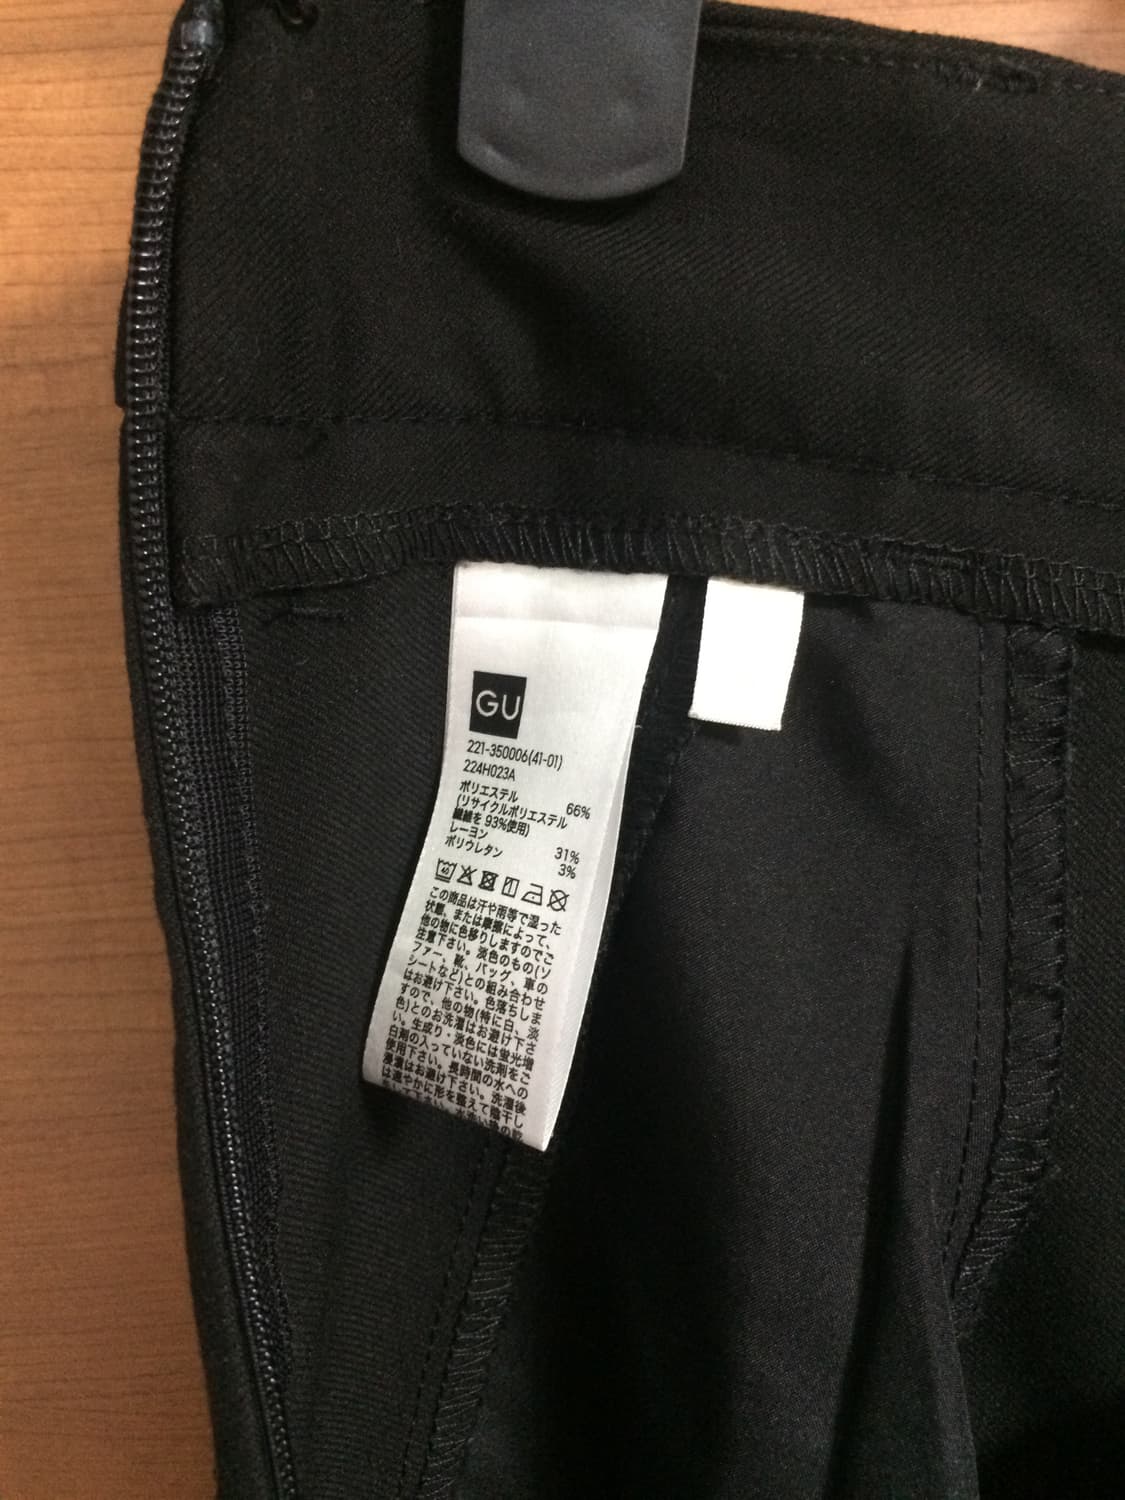 GU
221-350006(41-01)
224H023A
ポリエステル 66%
(リサイクルポリエステル
繊維を 93%使用)
レーヨン 31%
ポリウレタン 3%
40
この商品は汗や雨等で湿った
状態、または摩擦によって、
他の物に色移りしますのでご
注意下さい。淡色のもの(ソ
ファー、靴、バッグ、車の
シートなど)との組み合わせ
はお避け下さい。色落ちしま
すので、他の物(特に白、淡
色)とのお洗濯はお避け下さ
い。生成り・淡色には蛍光増
白剤の入っていない洗剤をご
使用下さい。長時間の水への
浸漬はお避け下さい。洗濯後
は速やかに形を整えて陰干し